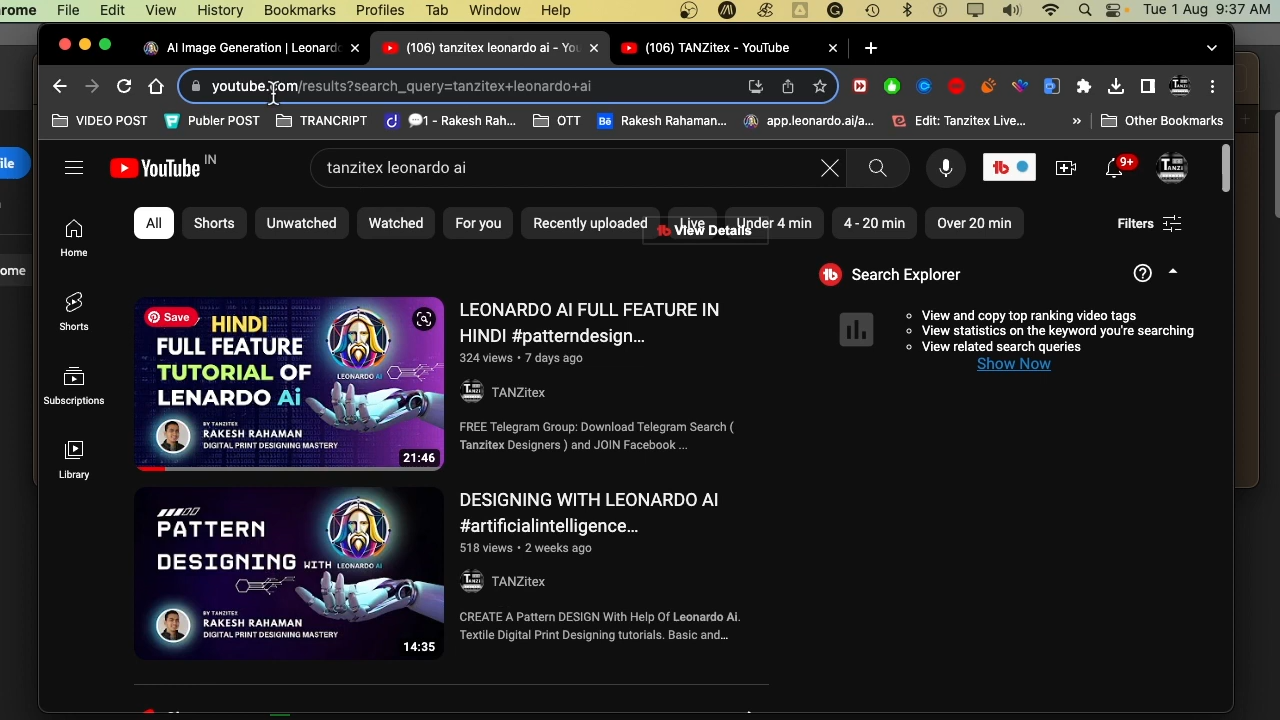 rome File Edit View History Bookmarks Profiles Tab Window Help Tue 1 Aug 9:37 AM
AI Image Generation | Leonard (106) tanzitex leonardo ai - You (106) TANZitex - YouTube
youtube.com/results?search_query=tanzitex+leonardo+ai
VIDEO POST Publer POST TRANCRIPT 1 - Rakesh Rah... OTT Rakesh Rahaman... app.leonardo.ai/a... Edit: Tanzitex Live... » Other Bookmarks
file
YouTube IN
tanzitex leonardo ai
9+
All Shorts Unwatched Watched For you Recently uploaded Live Under 4 min 4 - 20 min Over 20 min Filters
View Details
Home
ome
Shorts
Subscriptions
Library
Save
HINDI
FULL FEATURE
TUTORIAL OF
LENARDO Ai
LEONARDO Ai
BY TANZITEX
RAKESH RAHAMAN
DIGITAL PRINT DESIGNING MASTERY
21:46
LEONARDO AI FULL FEATURE IN
HINDI #patterndesign...
324 views • 7 days ago
TANZitex
FREE Telegram Group: Download Telegram Search (
Tanzitex Designers ) and JOIN Facebook ...
PATTERN
DESIGNING WITH LEONARDO AI
BY TANZITEX
RAKESH RAHAMAN
DIGITAL PRINT DESIGNING MASTERY
14:35
DESIGNING WITH LEONARDO AI
#artificialintelligence...
518 views • 2 weeks ago
TANZitex
CREATE A Pattern DESIGN With Help Of Leonardo Ai.
Textile Digital Print Designing tutorials. Basic and...
Search Explorer
View and copy top ranking video tags
View statistics on the keyword you're searching
View related search queries
Show Now